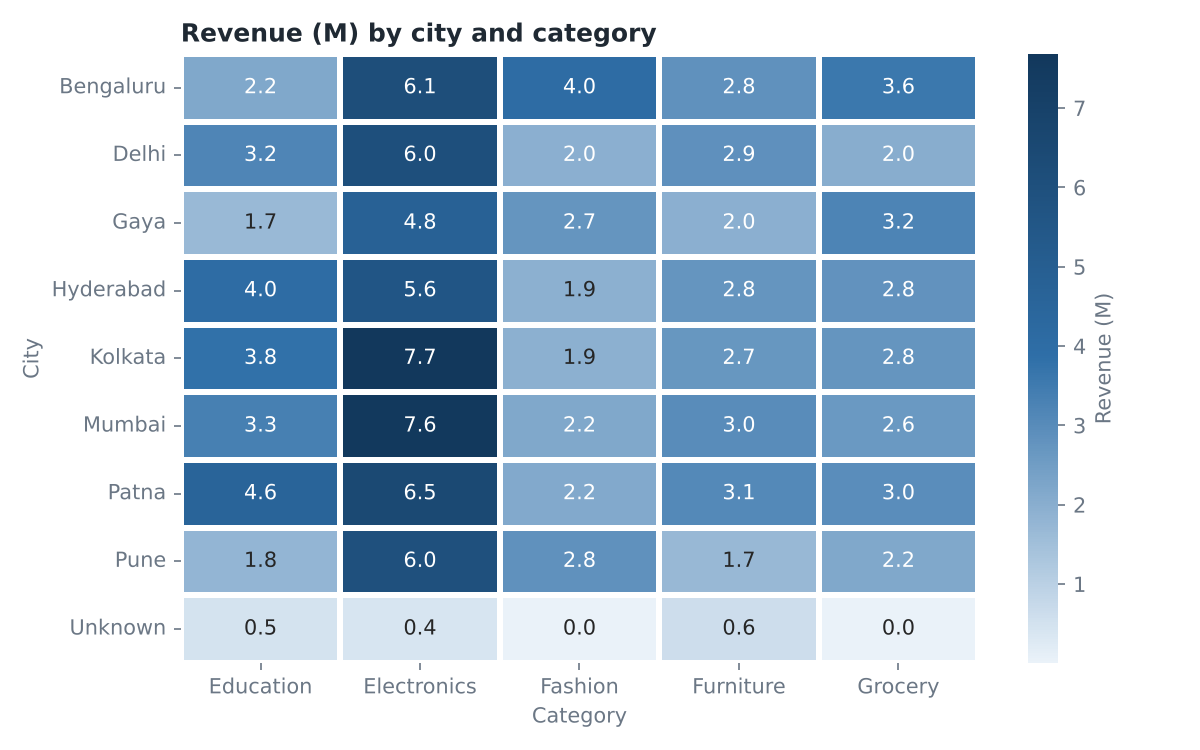 Revenue (M) by city and category
Bengaluru 2.2 6.1 4.0 2.8 3.6
Delhi 3.2 6.0 2.0 2.9 2.0
Gaya 1.7 4.8 2.7 2.0 3.2
Hyderabad 4.0 5.6 1.9 2.8 2.8
Kolkata 3.8 7.7 1.9 2.7 2.8
Mumbai 3.3 7.6 2.2 3.0 2.6
Patna 4.6 6.5 2.2 3.1 3.0
Pune 1.8 6.0 2.8 1.7 2.2
Unknown 0.5 0.4 0.0 0.6 0.0
Education Electronics Fashion Furniture Grocery
Category
City
7
6
5
4
3
2
1
Revenue (M)